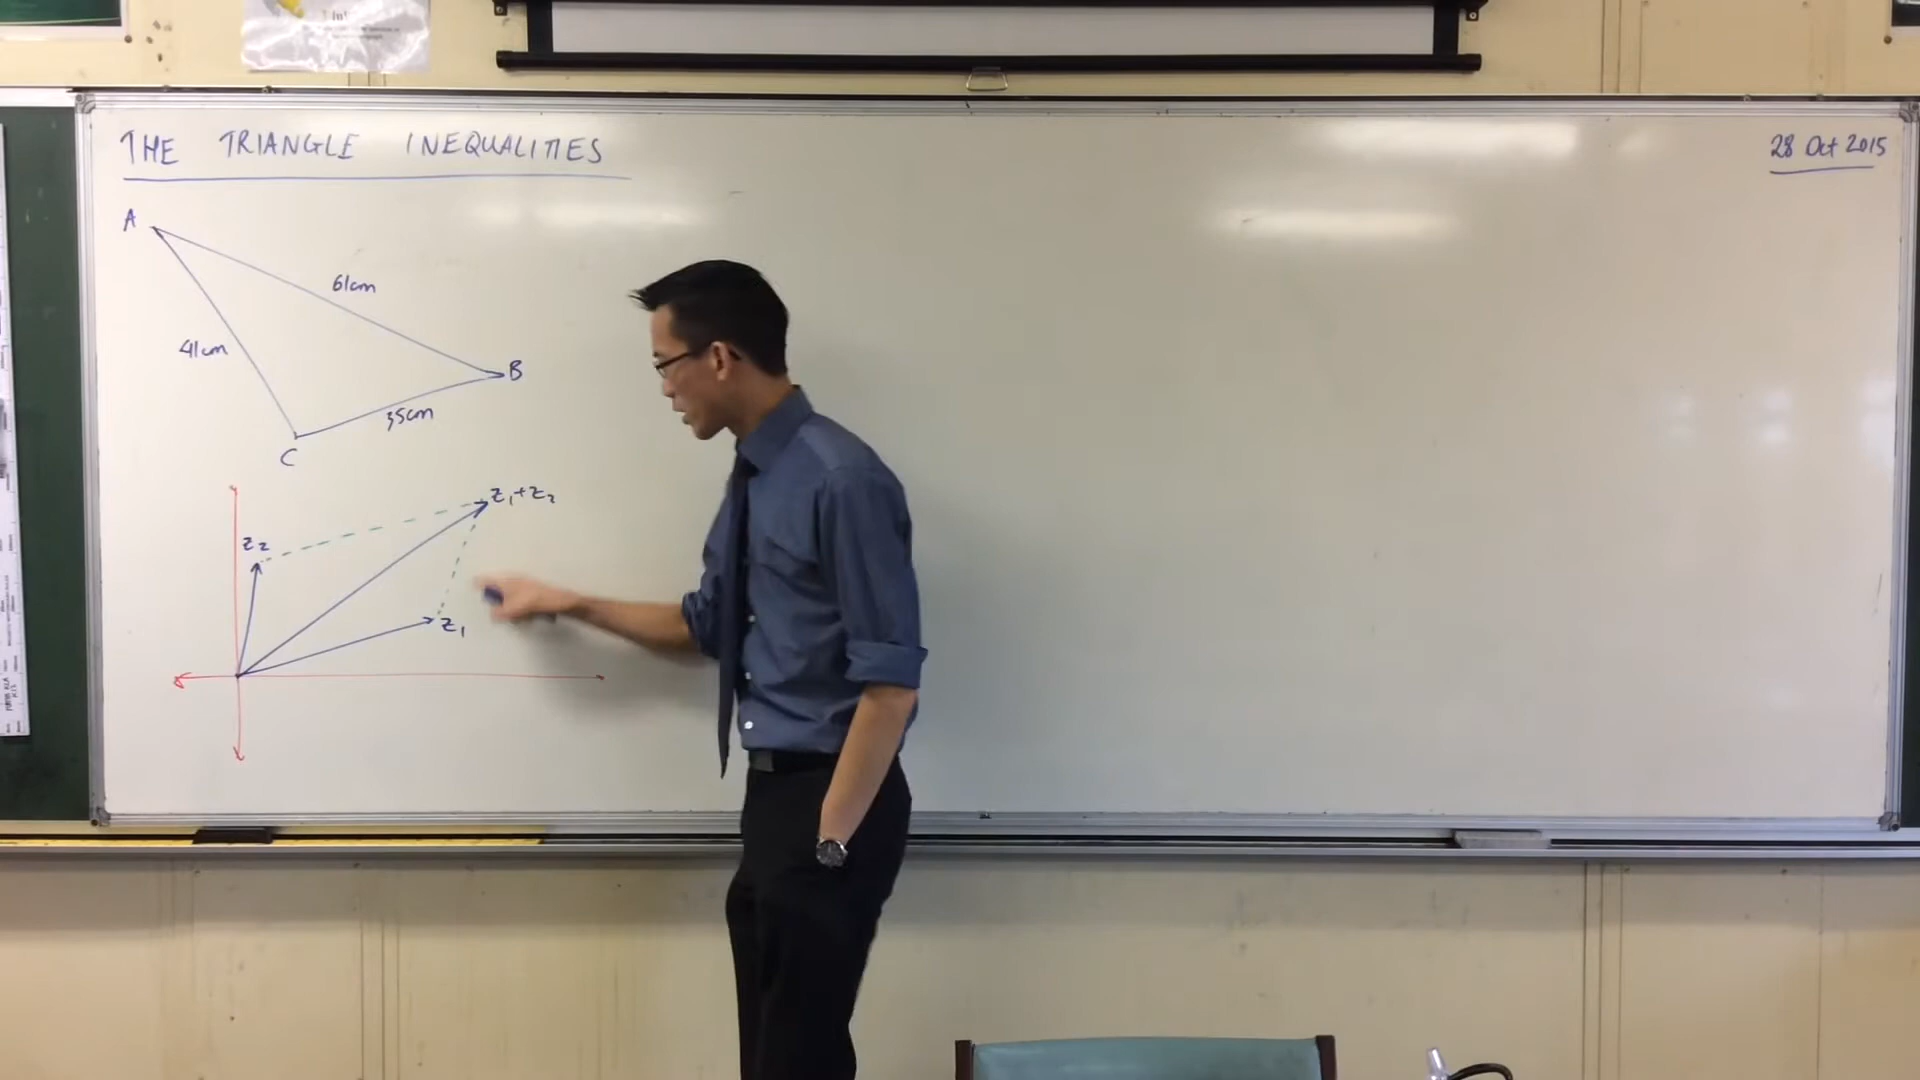 THE TRIANGLE INEQUALITIES
28 Oct 2015
A
61cm
41cm
B
35cm
C
z₁+z₂
z₂
z₁